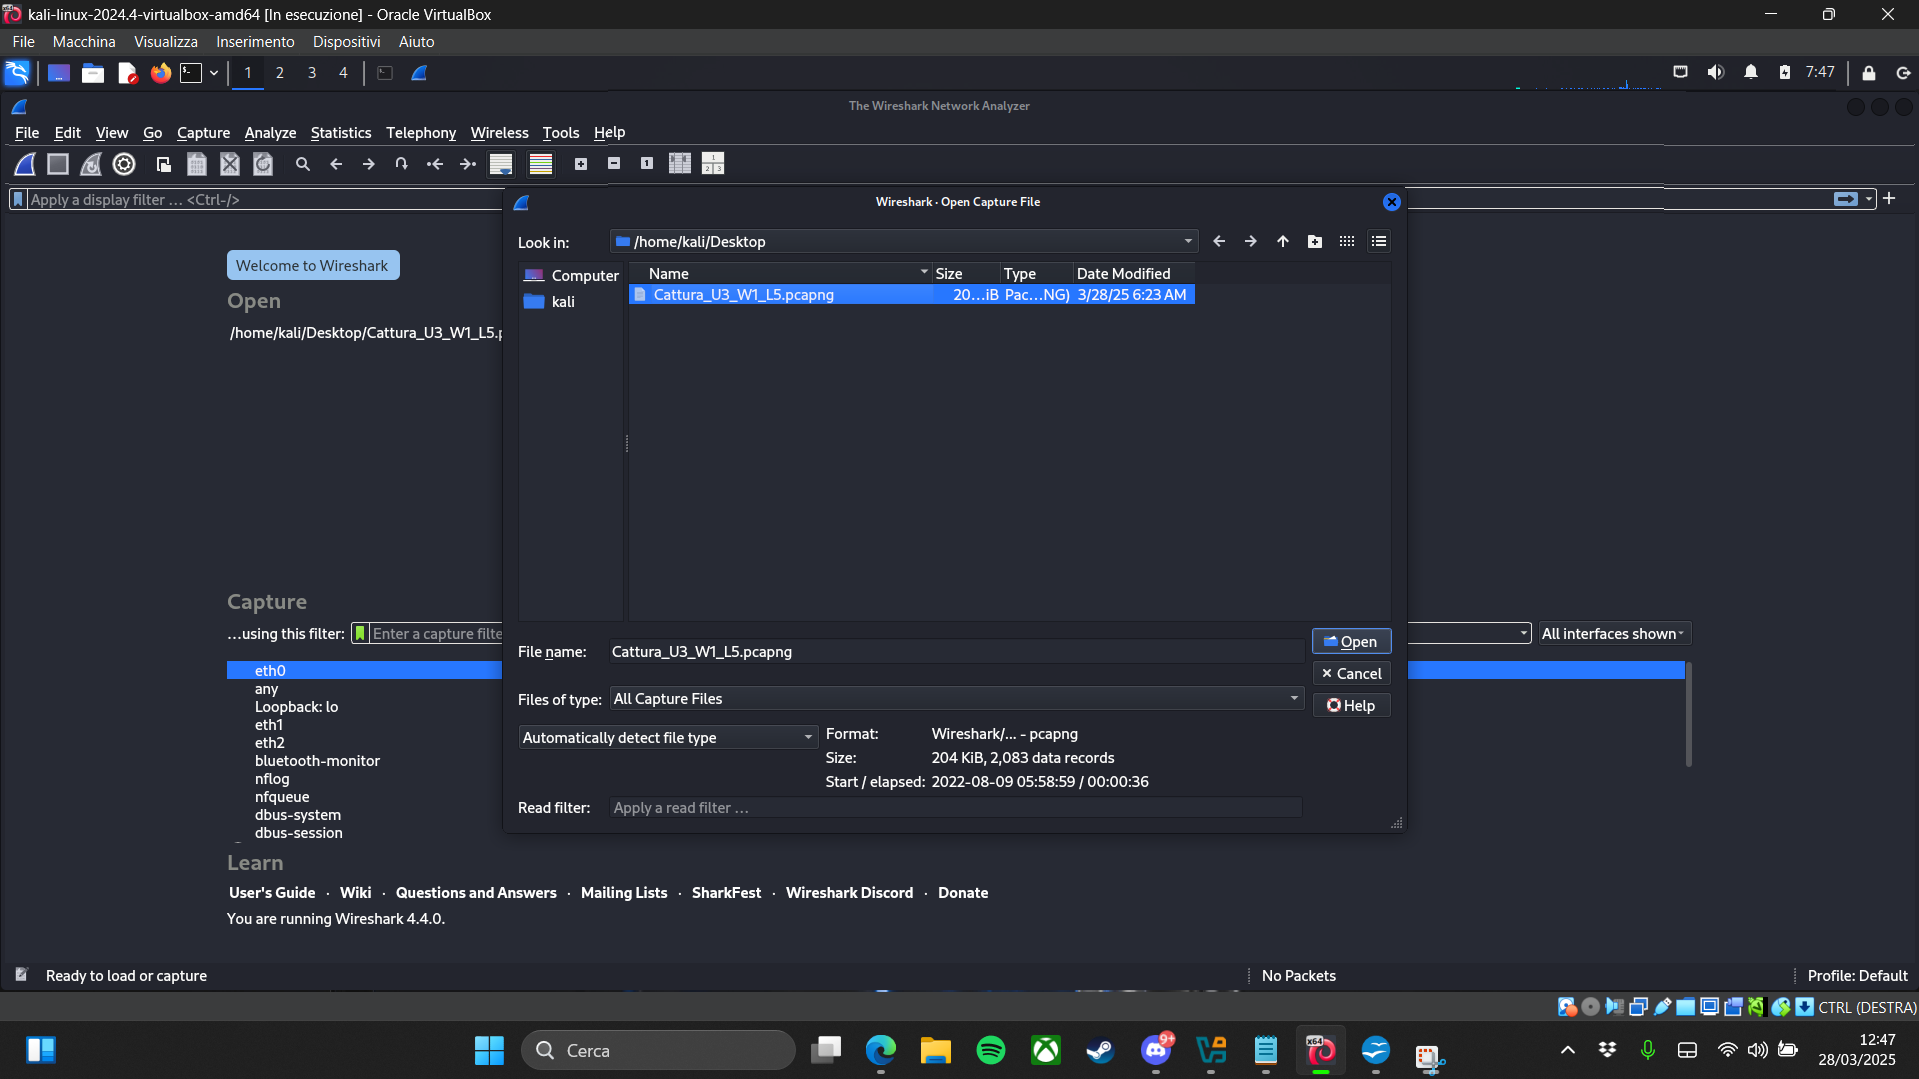 kali-linux-2024.4-virtualbox-amd64 [In esecuzione] - Oracle VirtualBox
File Macchina Visualizza Inserimento Dispositivi Aiuto
1 2 3 4 7:47
The Wireshark Network Analyzer
File Edit View Go Capture Analyze Statistics Telephony Wireless Tools Help
Apply a display filter … <Ctrl-/>
Wireshark · Open Capture File
Look in: /home/kali/Desktop
Welcome to Wireshark
Computer
kali
Name Size Type Date Modified
Cattura_U3_W1_L5.pcapng 20…iB Pac…NG) 3/28/25 6:23 AM
Open
/home/kali/Desktop/Cattura_U3_W1_L5.p
Capture
…using this filter: Enter a capture filte
All interfaces shown
File name: Cattura_U3_W1_L5.pcapng
Open
Cancel
Files of type: All Capture Files
Help
Automatically detect file type
Format: Wireshark/... - pcapng
Size: 204 KiB, 2,083 data records
Start / elapsed: 2022-08-09 05:58:59 / 00:00:36
Read filter: Apply a read filter …
eth0
any
Loopback: lo
eth1
eth2
bluetooth-monitor
nflog
nfqueue
dbus-system
dbus-session
Learn
User's Guide · Wiki · Questions and Answers · Mailing Lists · SharkFest · Wireshark Discord · Donate
You are running Wireshark 4.4.0.
Ready to load or capture
No Packets
Profile: Default
CTRL (DESTRA)
Cerca
9+
x64
12:47
28/03/2025